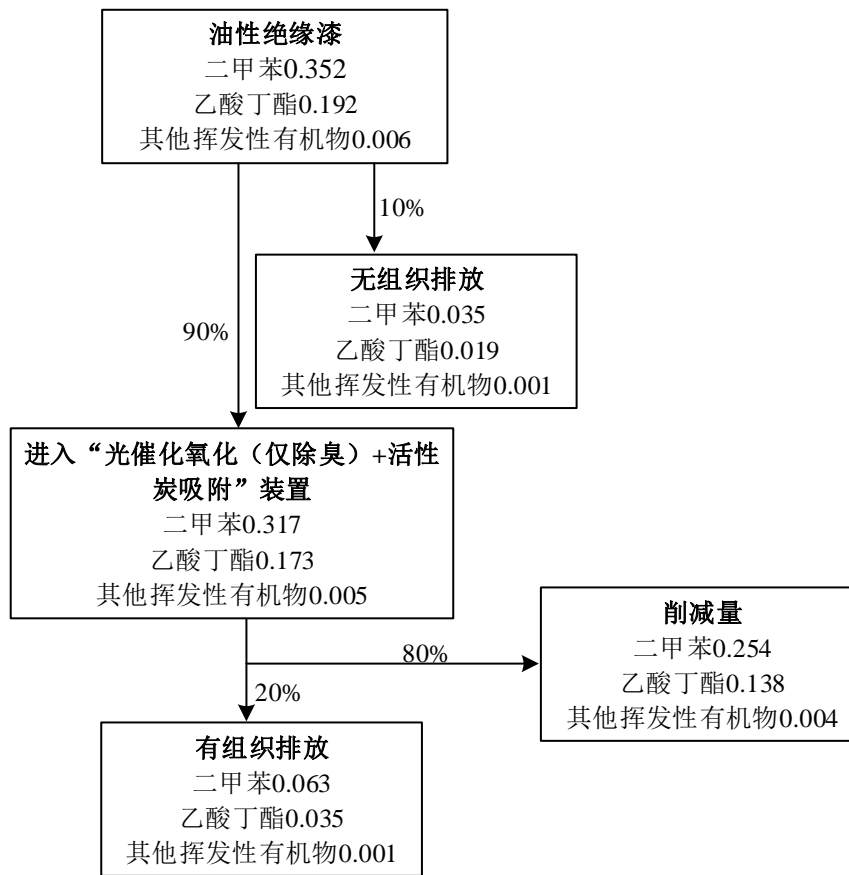 油性绝缘漆
二甲苯0.352
乙酸丁酯0.192
其他挥发性有机物0.006
10%
90%
无组织排放
二甲苯0.035
乙酸丁酯0.019
其他挥发性有机物0.001
进入“光催化氧化（仅除臭）+活性
炭吸附”装置
二甲苯0.317
乙酸丁酯0.173
其他挥发性有机物0.005
80%
20%
削减量
二甲苯0.254
乙酸丁酯0.138
其他挥发性有机物0.004
有组织排放
二甲苯0.063
乙酸丁酯0.035
其他挥发性有机物0.001